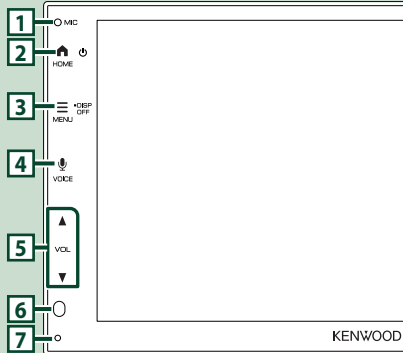 1 MIC
2
HOME
3 •DISP
OFF
MENU
4
VOICE
5 VOL
6
7
KENWOOD